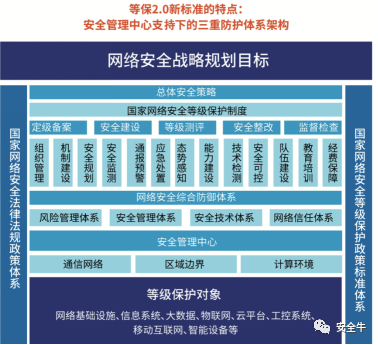 等保2.0新标准的特点:
安全管理中心支持下的三重防护体系架构
网络安全战略规划目标
国家网络安全法律法规政策体系
总体安全策略
国家网络安全等级保护制度
定级备案 安全建设 等级测评 安全整改 监督检查
组织管理 机制建设 安全规划 安全监测 通报预警 应急处置 态势感知 能力建设 技术检测 安全可控 队伍建设 教育培训 经费保障
网络安全综合防御体系
风险管理体系 安全管理体系 安全技术体系 网络信任体系
安全管理中心
通信网络 区域边界 计算环境
等级保护对象
网络基础设施、信息系统、大数据、物联网、云平台、工控系统、
移动互联网、智能设备等
国家网络安全等级保护政策标准体系
安全牛